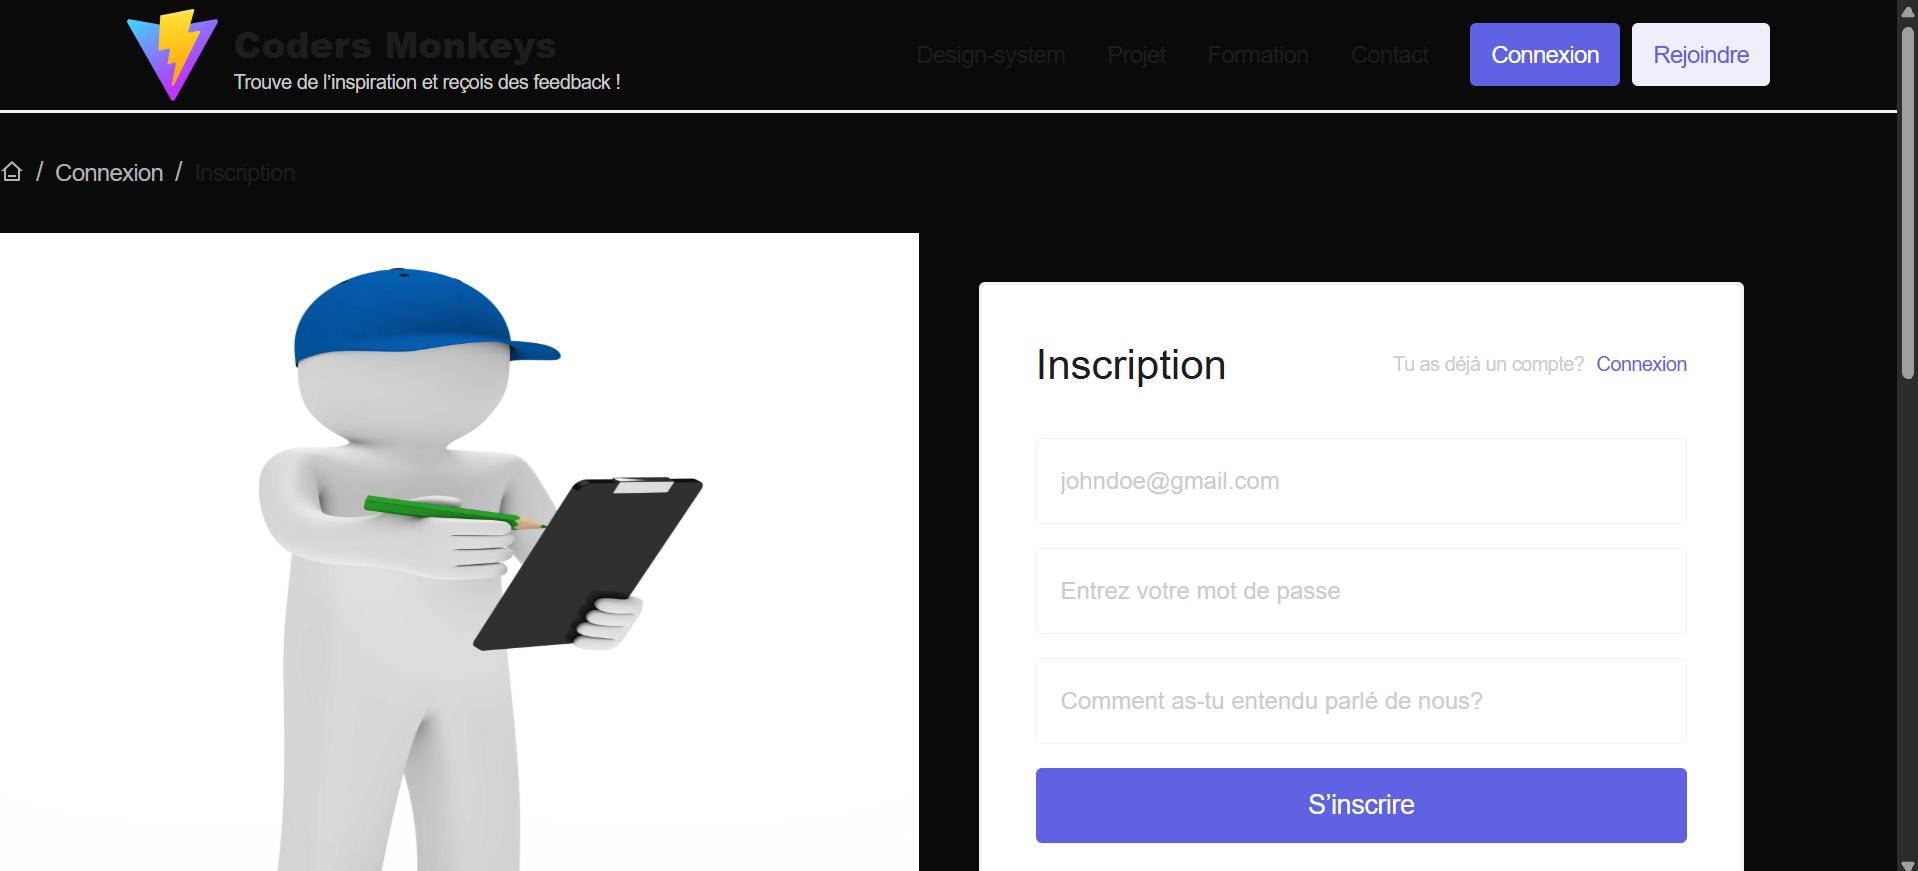 Coders Monkeys
Trouve de l’inspiration et reçois des feedback !
Design-system Projet Formation Contact Connexion Rejoindre
/ Connexion / Inscription
Inscription
Tu as déjà un compte? Connexion
johndoe@gmail.com
Entrez votre mot de passe
Comment as-tu entendu parlé de nous?
S’inscrire